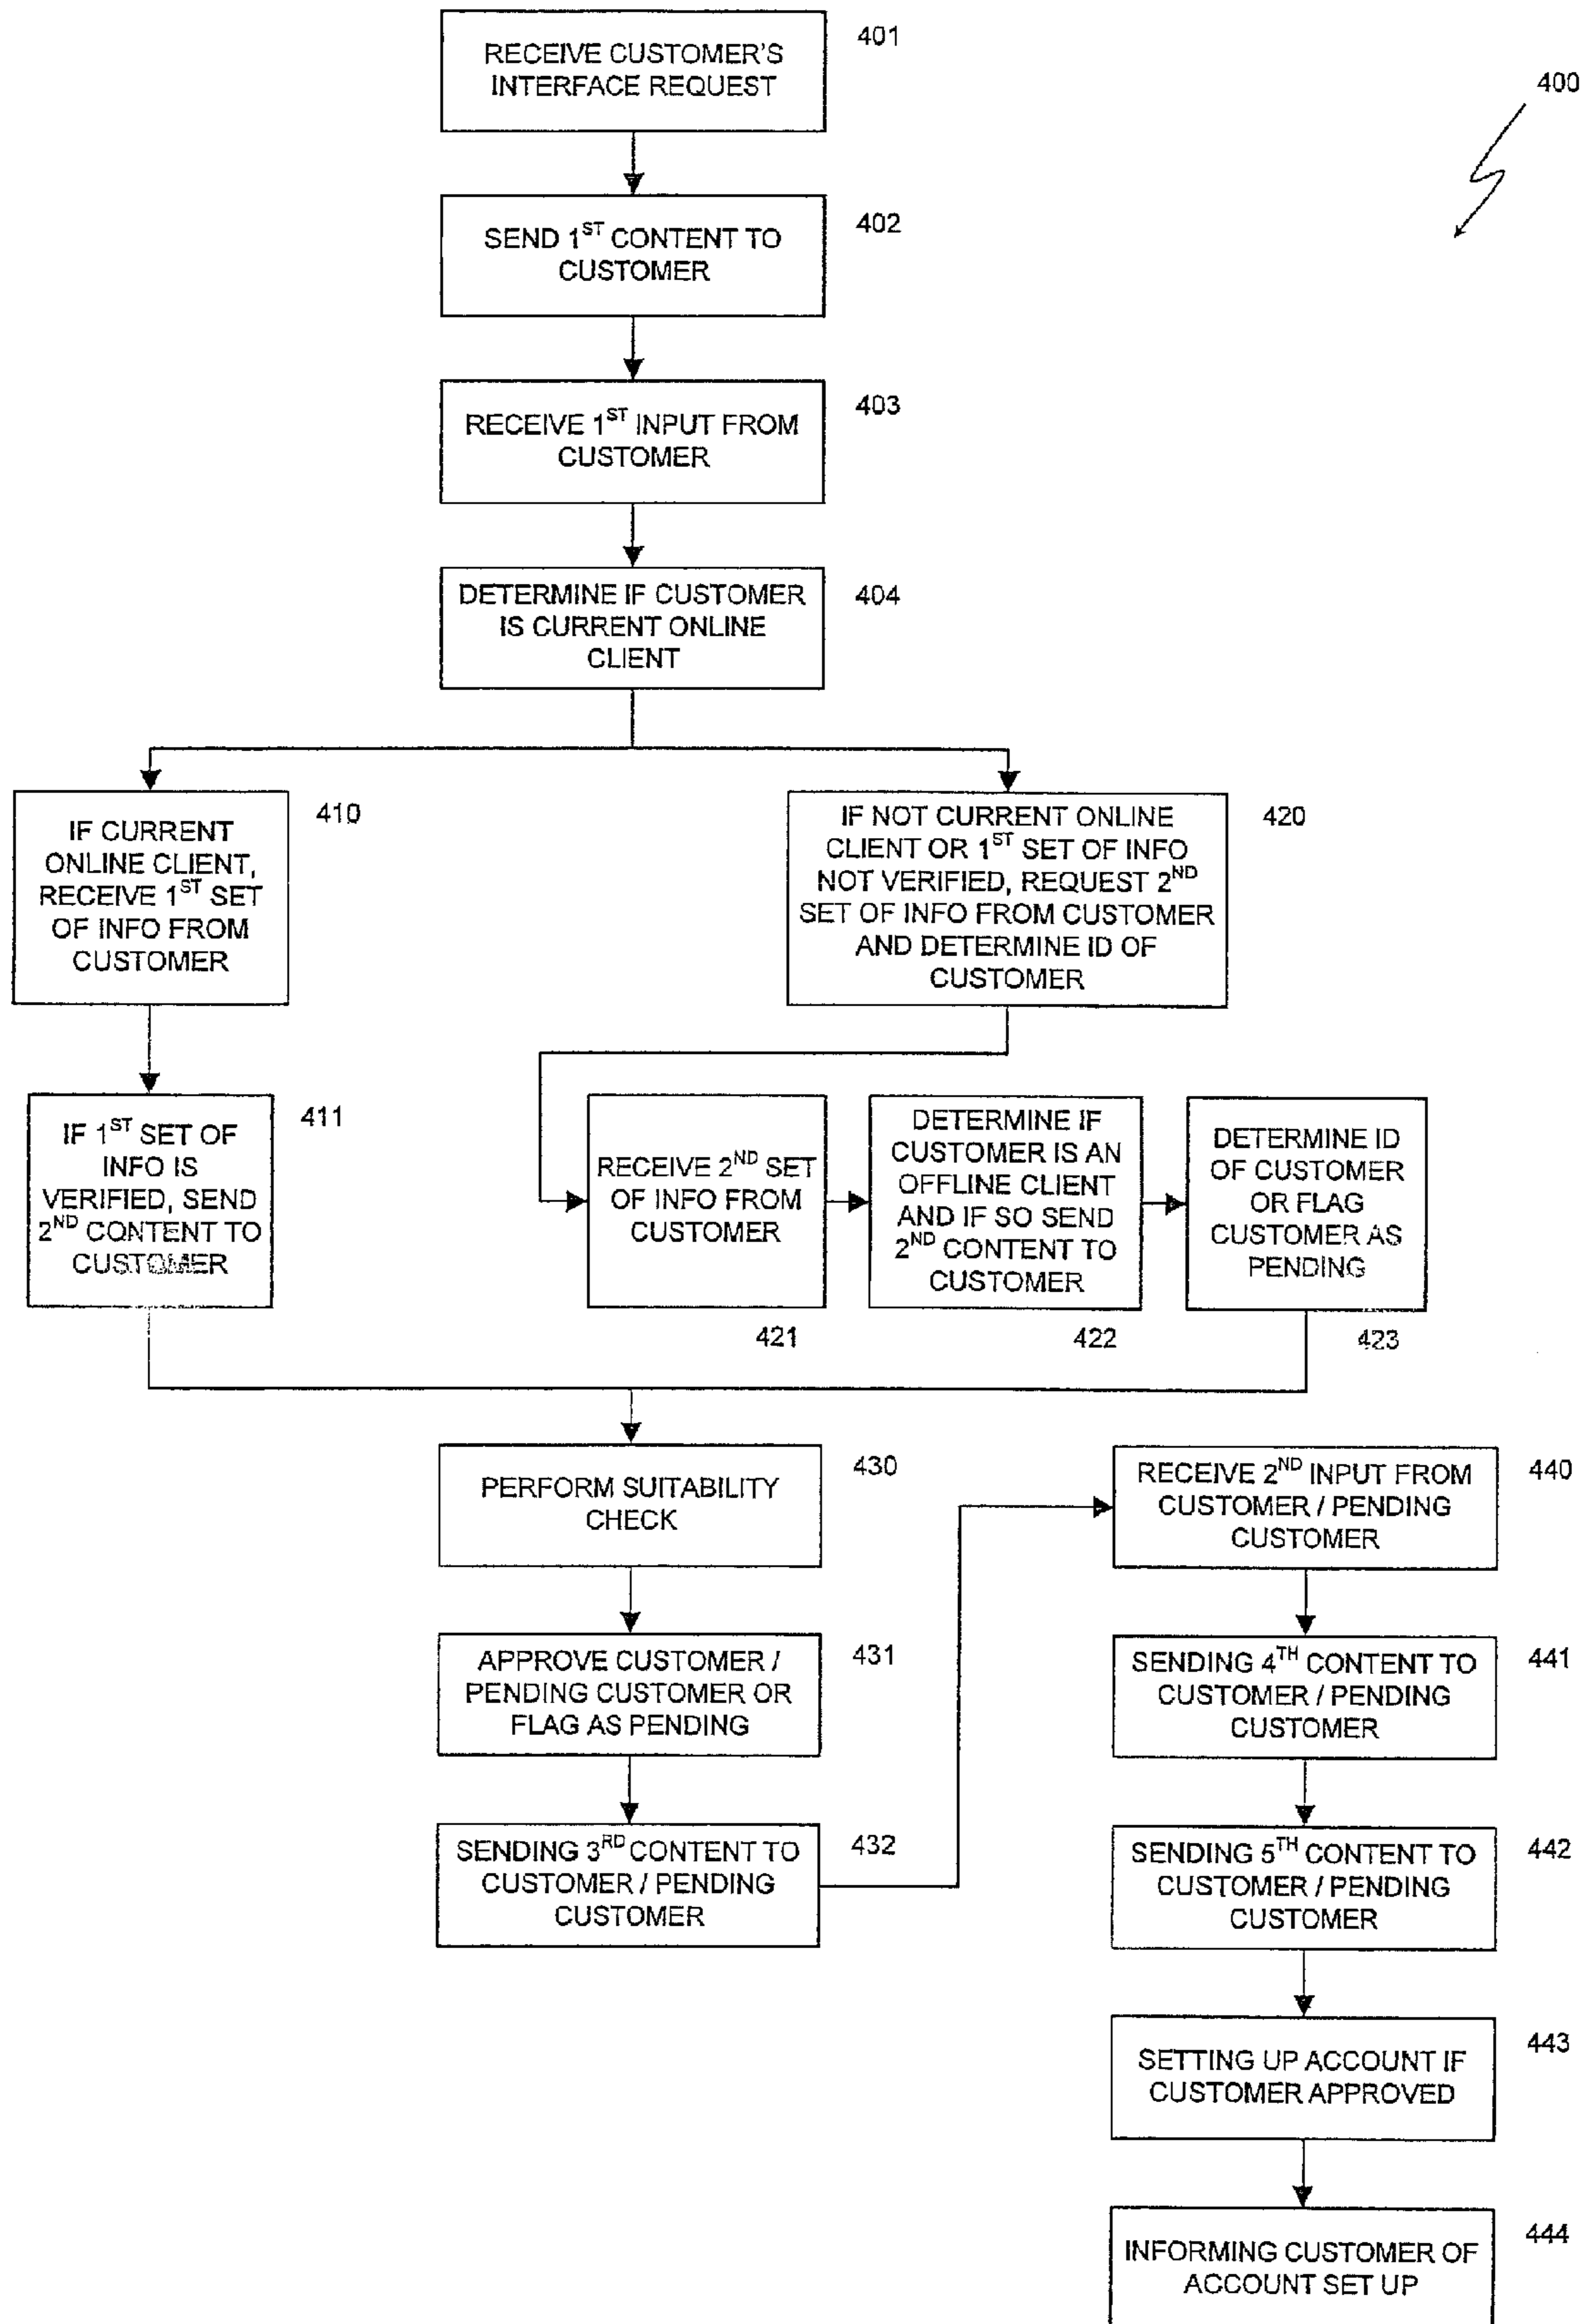 RECEIVE CUSTOMER'S
INTERFACE REQUEST
401
400
SEND 1ST CONTENT TO
CUSTOMER
402
RECEIVE 1ST INPUT FROM
CUSTOMER
403
DETERMINE IF CUSTOMER
IS CURRENT ONLINE
CLIENT
404
IF CURRENT
ONLINE CLIENT,
RECEIVE 1ST SET
OF INFO FROM
CUSTOMER
410
IF NOT CURRENT ONLINE
CLIENT OR 1ST SET OF INFO
NOT VERIFIED, REQUEST 2ND
SET OF INFO FROM CUSTOMER
AND DETERMINE ID OF
CUSTOMER
420
IF 1ST SET OF
INFO IS
VERIFIED, SEND
2ND CONTENT TO
CUSTOMER
411
RECEIVE 2ND SET
OF INFO FROM
CUSTOMER
421
DETERMINE IF
CUSTOMER IS AN
OFFLINE CLIENT
AND IF SO SEND
2ND CONTENT TO
CUSTOMER
422
DETERMINE ID
OF CUSTOMER
OR FLAG
CUSTOMER AS
PENDING
423
PERFORM SUITABILITY
CHECK
430
APPROVE CUSTOMER /
PENDING CUSTOMER OR
FLAG AS PENDING
431
SENDING 3RD CONTENT TO
CUSTOMER / PENDING
CUSTOMER
432
RECEIVE 2ND INPUT FROM
CUSTOMER / PENDING
CUSTOMER
440
SENDING 4TH CONTENT TO
CUSTOMER / PENDING
CUSTOMER
441
SENDING 5TH CONTENT TO
CUSTOMER / PENDING
CUSTOMER
442
SETTING UP ACCOUNT IF
CUSTOMER APPROVED
443
INFORMING CUSTOMER OF
ACCOUNT SET UP
444